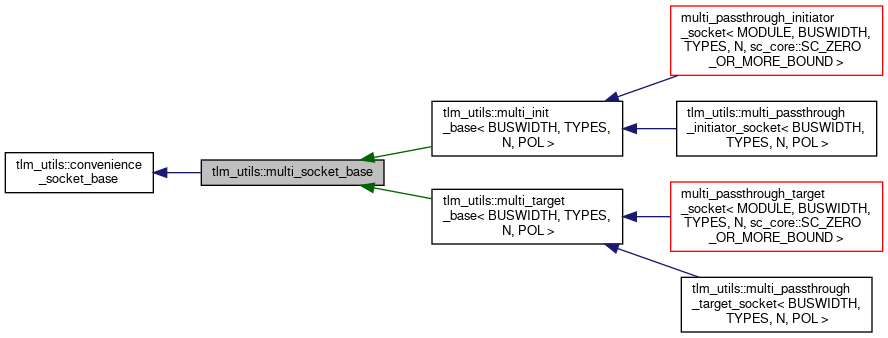 tlm_utils::convenience
_socket_base
tlm_utils::multi_socket_base
tlm_utils::multi_init
_base< BUSWIDTH, TYPES,
N, POL >
tlm_utils::multi_target
_base< BUSWIDTH, TYPES,
N, POL >
multi_passthrough_initiator
_socket< MODULE, BUSWIDTH,
TYPES, N, sc_core::SC_ZERO
_OR_MORE_BOUND >
tlm_utils::multi_passthrough
_initiator_socket< BUSWIDTH,
TYPES, N, POL >
multi_passthrough_target
_socket< MODULE, BUSWIDTH,
TYPES, N, sc_core::SC_ZERO
_OR_MORE_BOUND >
tlm_utils::multi_passthrough
_target_socket< BUSWIDTH,
TYPES, N, POL >